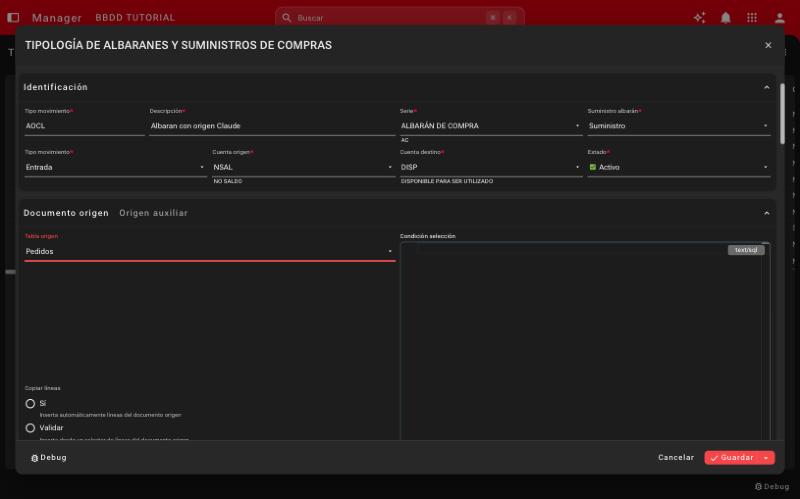 Manager BBDD TUTORIAL
Buscar
⌘ K
TIPOLOGÍA DE ALBARANES Y SUMINISTROS DE COMPRAS
Identificación
Tipo movimiento* Descripción* Serie* Suministro albarán*
AOCL Albaran con origen Claude ALBARÁN DE COMPRA Suministro
AC
Tipo movimiento* Cuenta origen* Cuenta destino* Estado*
Entrada NSAL DISP Activo
NO SALDO DISPONIBLE PARA SER UTILIZADO
Documento origen Origen auxiliar
Tabla origen Condición selección
Pedidos
text/sql
Copiar líneas
Sí
Inserta automáticamente líneas del documento origen
Validar
Debug Cancelar Guardar
Debug